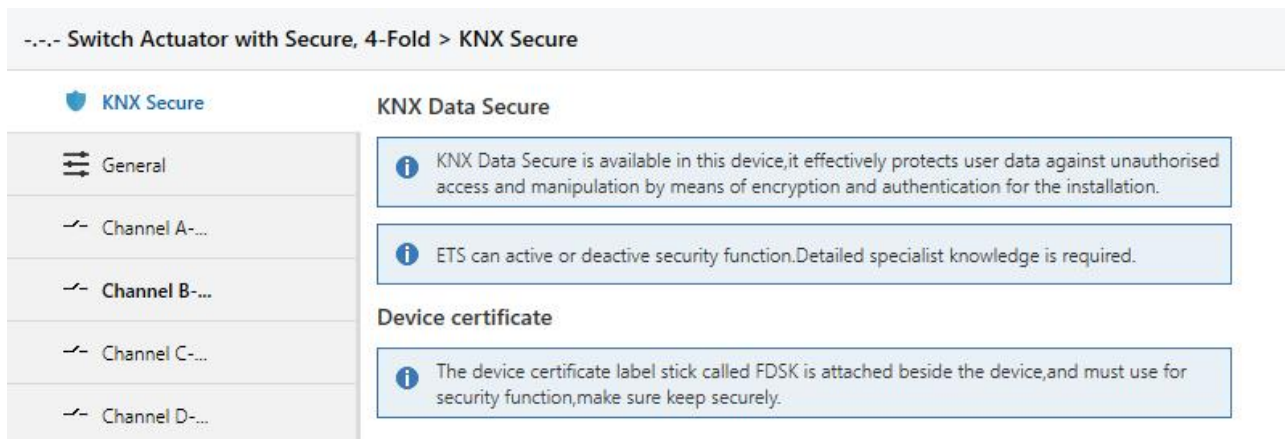 -.-.- Switch Actuator with Secure, 4-Fold > KNX Secure
KNX Secure
General
Channel A-...
Channel B-...
Channel C-...
Channel D-...
KNX Data Secure
KNX Data Secure is available in this device,it effectively protects user data against unauthorised
access and manipulation by means of encryption and authentication for the installation.
ETS can active or deactive security function.Detailed specialist knowledge is required.
Device certificate
The device certificate label stick called FDSK is attached beside the device,and must use for
security function,make sure keep securely.